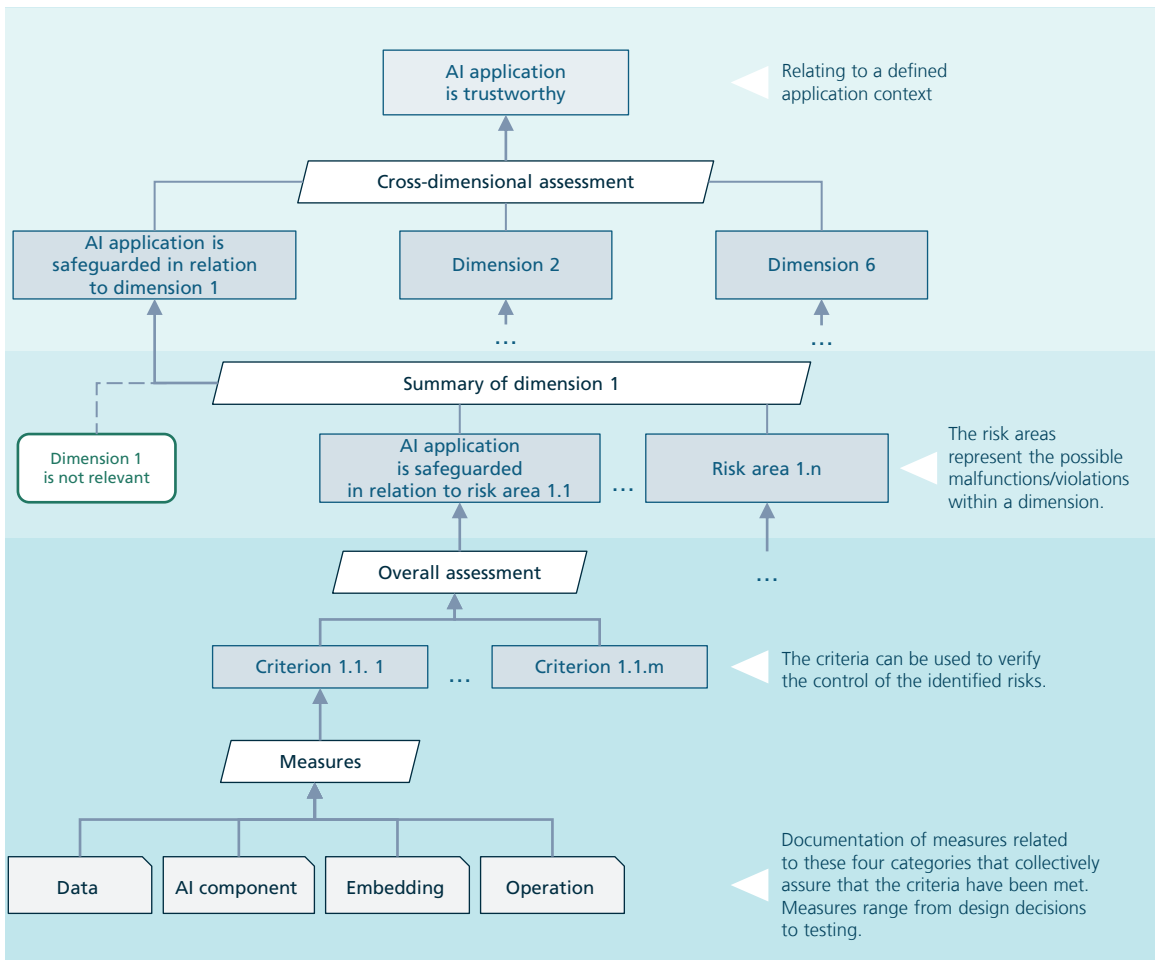 AI application
is trustworthy
Relating to a defined
application context
Cross-dimensional assessment
AI application is
safeguarded in relation
to dimension 1
Dimension 2
Dimension 6
...
...
Summary of dimension 1
Dimension 1
is not relevant
AI application
is safeguarded
in relation to risk area 1.1
...
Risk area 1.n
The risk areas
represent the possible
malfunctions/violations
within a dimension.
Overall assessment
...
Criterion 1.1. 1
...
Criterion 1.1.m
The criteria can be used to verify
the control of the identified risks.
Measures
Data
AI component
Embedding
Operation
Documentation of measures related
to these four categories that collectively
assure that the criteria have been met.
Measures range from design decisions
to testing.